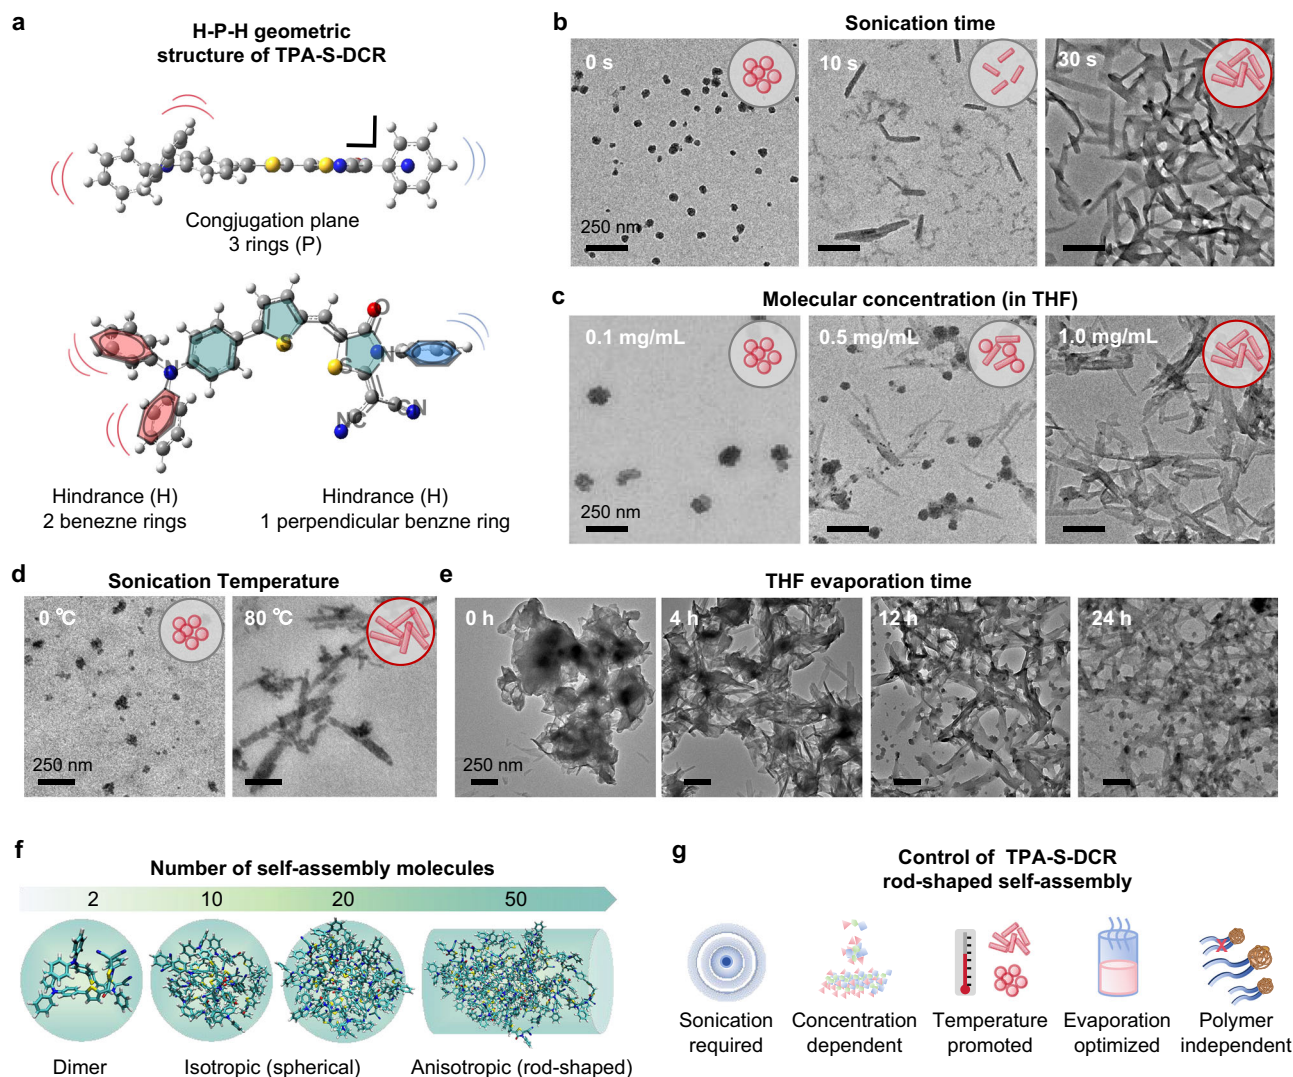 a
H-P-H geometric
structure of TPA-S-DCR
Congjugation plane
3 rings (P)
N
S
S
O
N
NC
CN
Hindrance (H)
2 benezne rings
Hindrance (H)
1 perpendicular benzne ring
b
Sonication time
0 s
10 s
30 s
250 nm
c
Molecular concentration (in THF)
0.1 mg/mL
0.5 mg/mL
1.0 mg/mL
250 nm
d
Sonication Temperature
0 ℃
80 ℃
250 nm
e
THF evaporation time
0 h
4 h
12 h
24 h
250 nm
f
Number of self-assembly molecules
2
10
20
50
Dimer
Isotropic (spherical)
Anisotropic (rod-shaped)
g
Control of TPA-S-DCR
rod-shaped self-assembly
Sonication
required
Concentration
dependent
Temperature
promoted
Evaporation
optimized
Polymer
independent